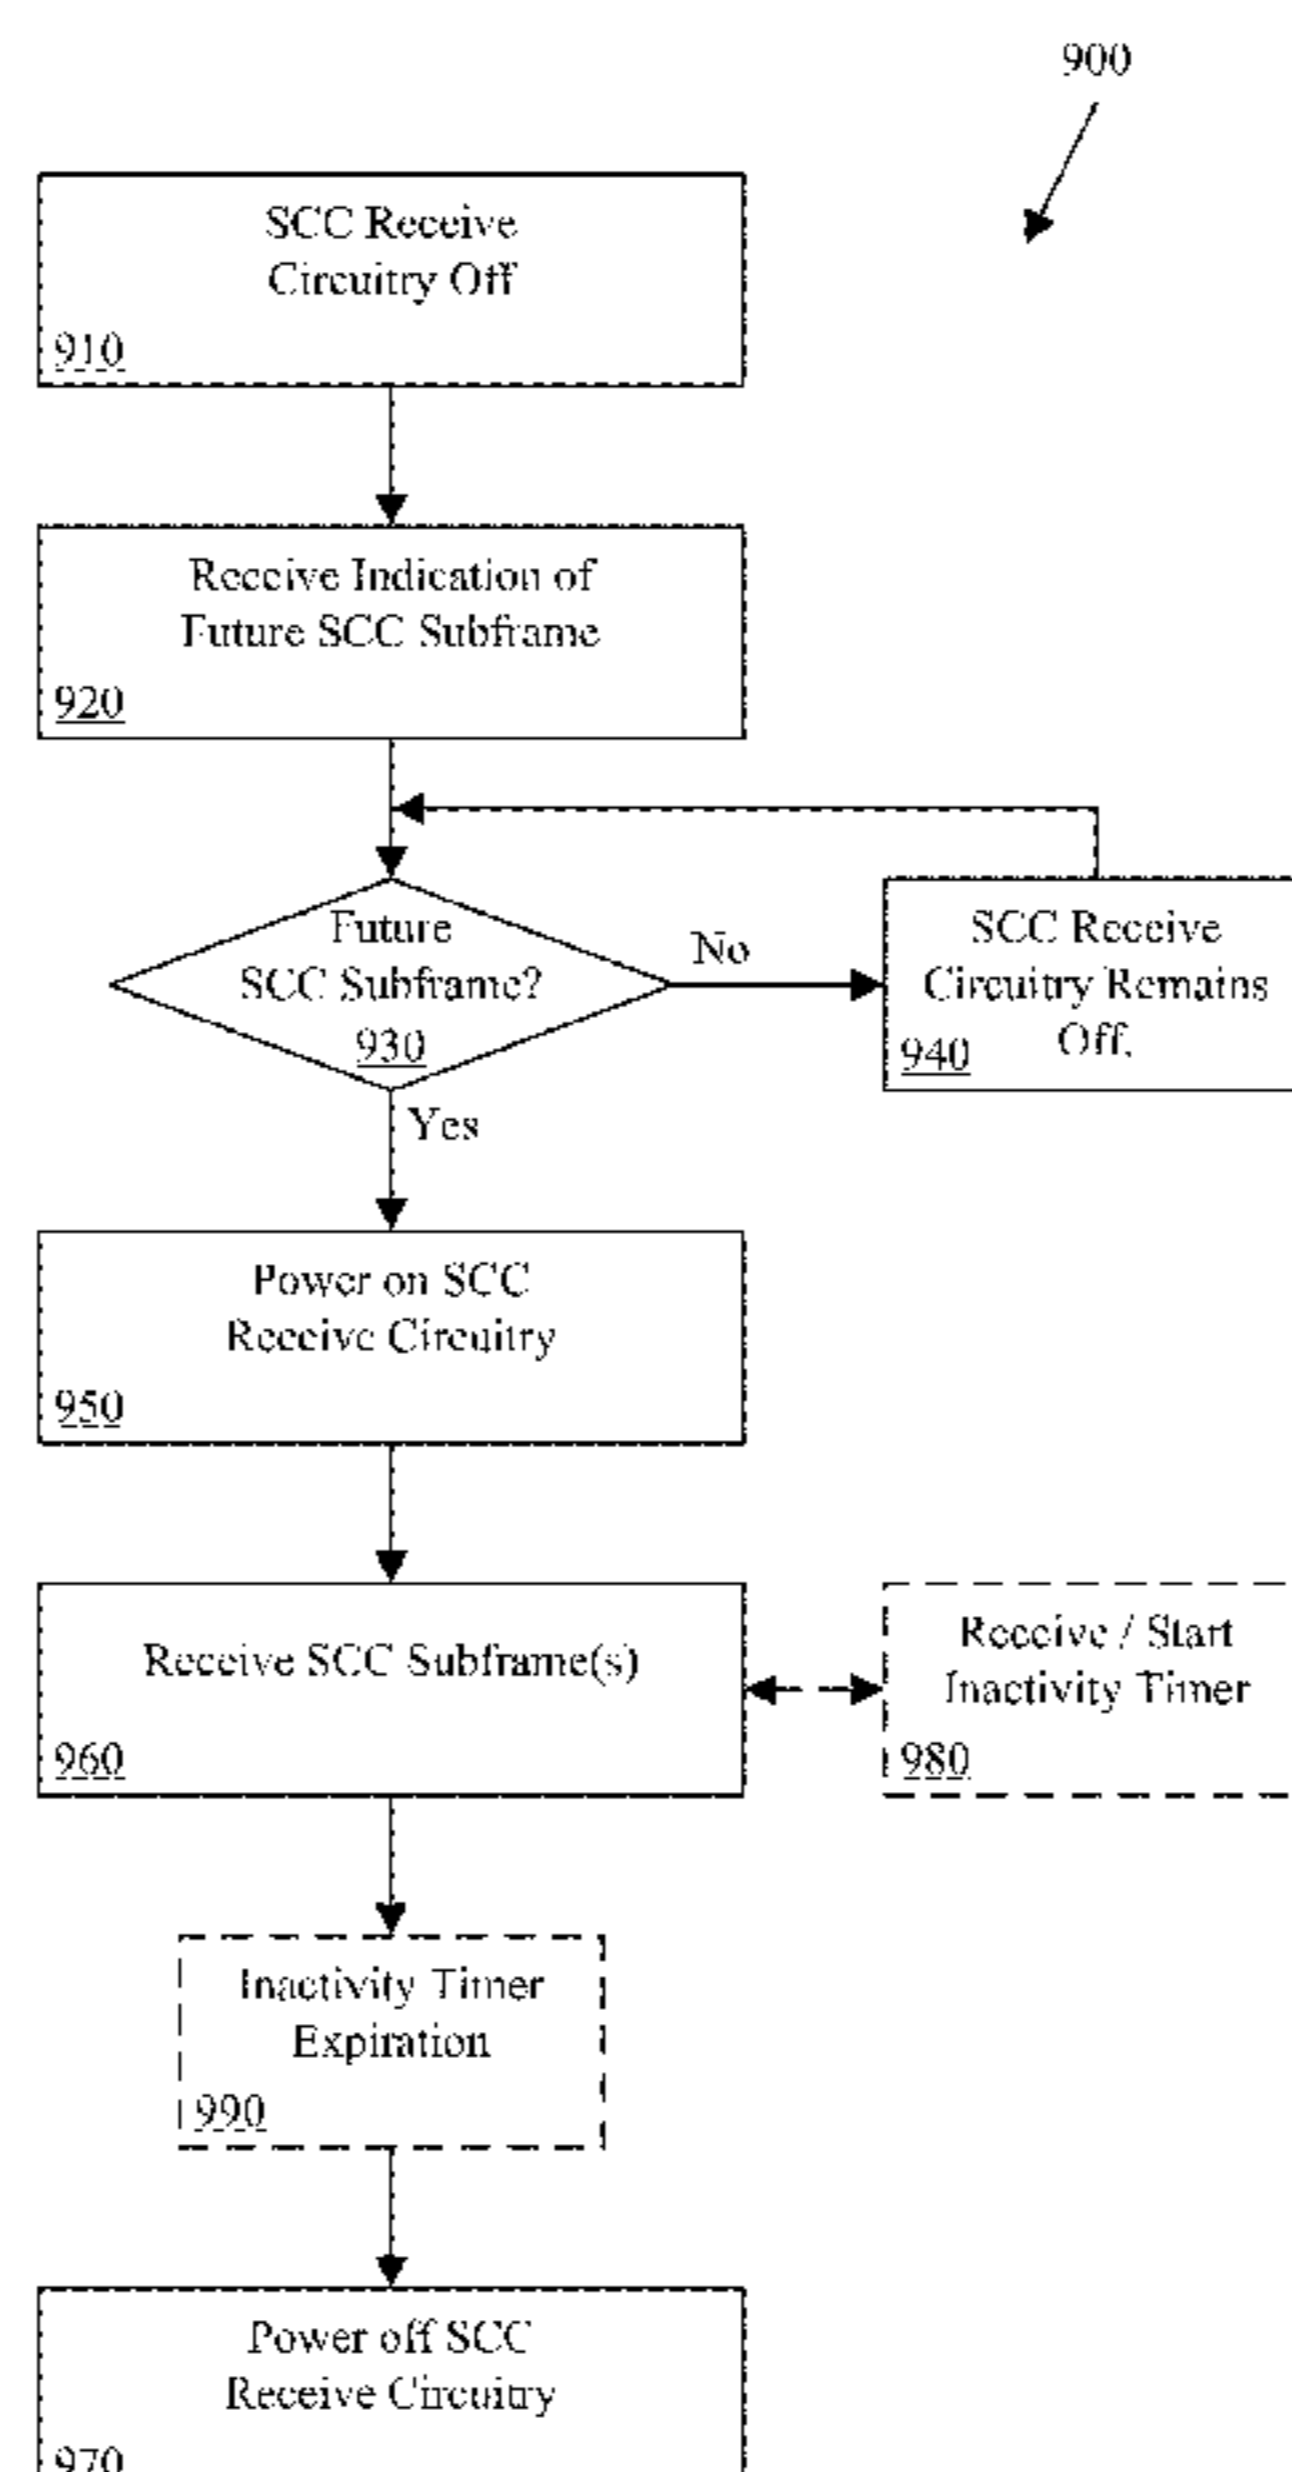 900
SCC Receive
Circuitry Off
910
Receive Indication of
Future SCC Subframe
920
Future
SCC Subframe?
930
No
SCC Receive
Circuitry Remains
Off.
940
Yes
Power on SCC
Receive Circuitry
950
Receive SCC Subframe(s)
960
Receive / Start
Inactivity Timer
980
Inactivity Timer
Expiration
990
Power off SCC
Receive Circuitry
970